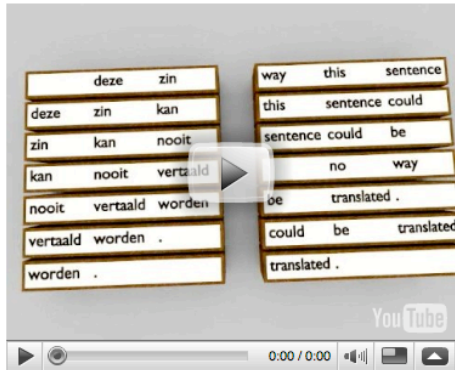 deze zin
deze zin kan
zin kan nooit
kan nooit vertaald
nooit vertaald worden
vertaald worden .
worden .
way this sentence
this sentence could
sentence could be
no way
be translated .
could be translated
translated .
YouTube
0:00 / 0:00